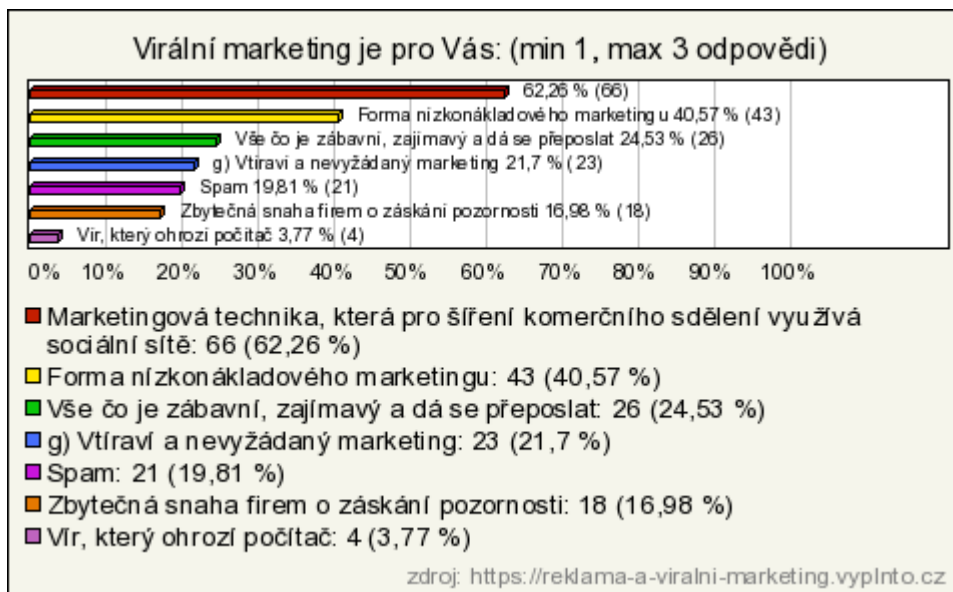 Virální marketing je pro Vás: (min 1, max 3 odpovědi)
62,26 % (66)
Forma nízkonákladového marketingu 40,57 % (43)
Vše čo je zábavní, zajímavý a dá se přeposlat 24,53 % (26)
g) Vtíraví a nevyžádaný marketing 21,7 % (23)
Spam 19,81 % (21)
Zbytečná snaha firem o záskání pozornosti 16,98 % (18)
Vír, který ohrozí počítač 3,77 % (4)
0% 10% 20% 30% 40% 50% 60% 70% 80% 90% 100%
Marketingová technika, která pro šíření komerčního sdělení využívá
sociální sítě: 66 (62,26 %)
Forma nízkonákladového marketingu: 43 (40,57 %)
Vše čo je zábavní, zajímavý a dá se přeposlat: 26 (24,53 %)
g) Vtíraví a nevyžádaný marketing: 23 (21,7 %)
Spam: 21 (19,81 %)
Zbytečná snaha firem o záskání pozornosti: 18 (16,98 %)
Vír, který ohrozí počítač: 4 (3,77 %)
zdroj: https://reklama-a-viralni-marketing.vyplnto.cz